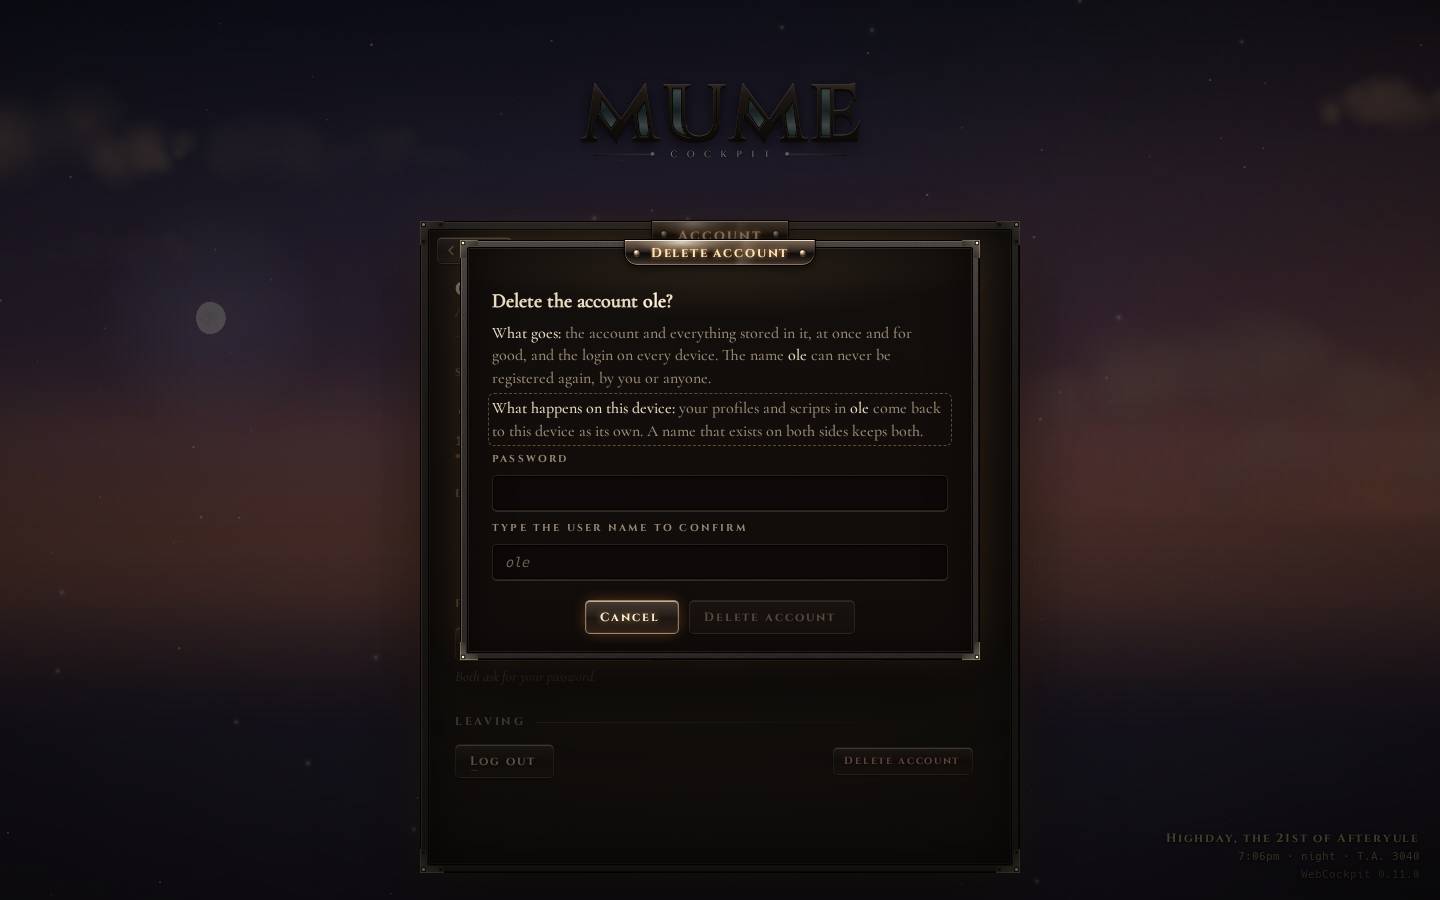 MUME
COCKPIT
ACCOUNT
DELETE ACCOUNT
Delete the account ole?
What goes: the account and everything stored in it, at once and for
good, and the login on every device. The name ole can never be
registered again, by you or anyone.
What happens on this device: your profiles and scripts in ole come back
to this device as its own. A name that exists on both sides keeps both.
PASSWORD
TYPE THE USER NAME TO CONFIRM
ole
CANCEL
DELETE ACCOUNT
Both ask for your password.
LEAVING
LOG OUT
DELETE ACCOUNT
HIGHDAY, THE 21ST OF AFTERYULE
7:06pm · night · T.A. 3040
WebCockpit 0.11.0